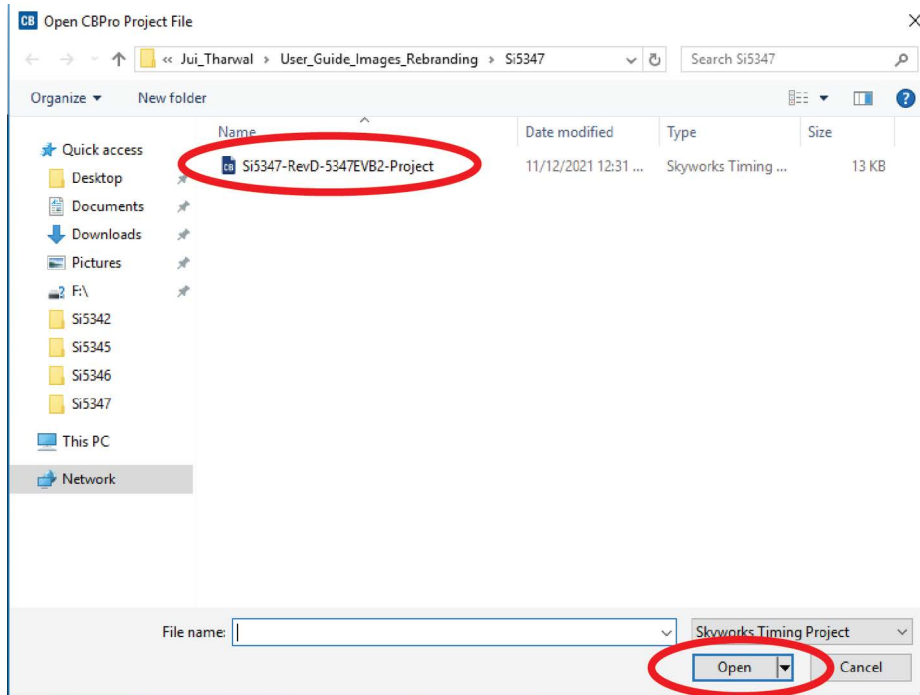 CB Open CBPro Project File
« Jui_Tharwal > User_Guide_Images_Rebranding > Si5347 Search Si5347
Organize New folder
Name Date modified Type Size
Quick access
CB Si5347-RevD-5347EVB2-Project 11/12/2021 12:31 ... Skyworks Timing ... 13 KB
Desktop
Documents
Downloads
Pictures
F:\
Si5342
Si5345
Si5346
Si5347
This PC
Network
File name: Skyworks Timing Project
Open Cancel